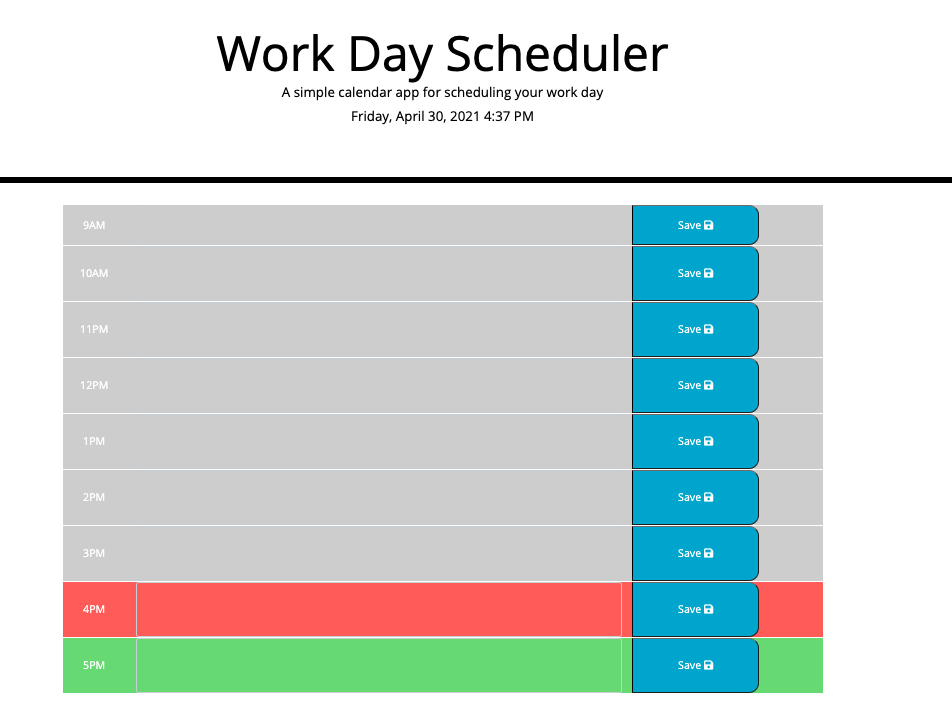 Work Day Scheduler
A simple calendar app for scheduling your work day
Friday, April 30, 2021 4:37 PM
9AM Save
10AM Save
11PM Save
12PM Save
1PM Save
2PM Save
3PM Save
4PM Save
5PM Save